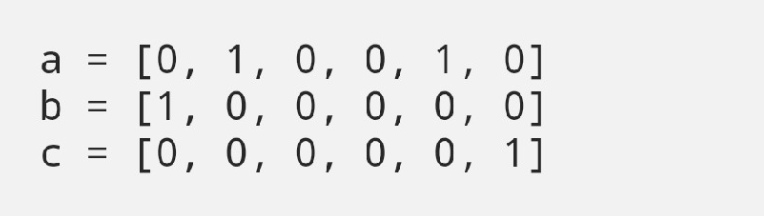 a = [0, 1, 0, 0, 1, 0]
b = [1, 0, 0, 0, 0, 0]
c = [0, 0, 0, 0, 0, 1]